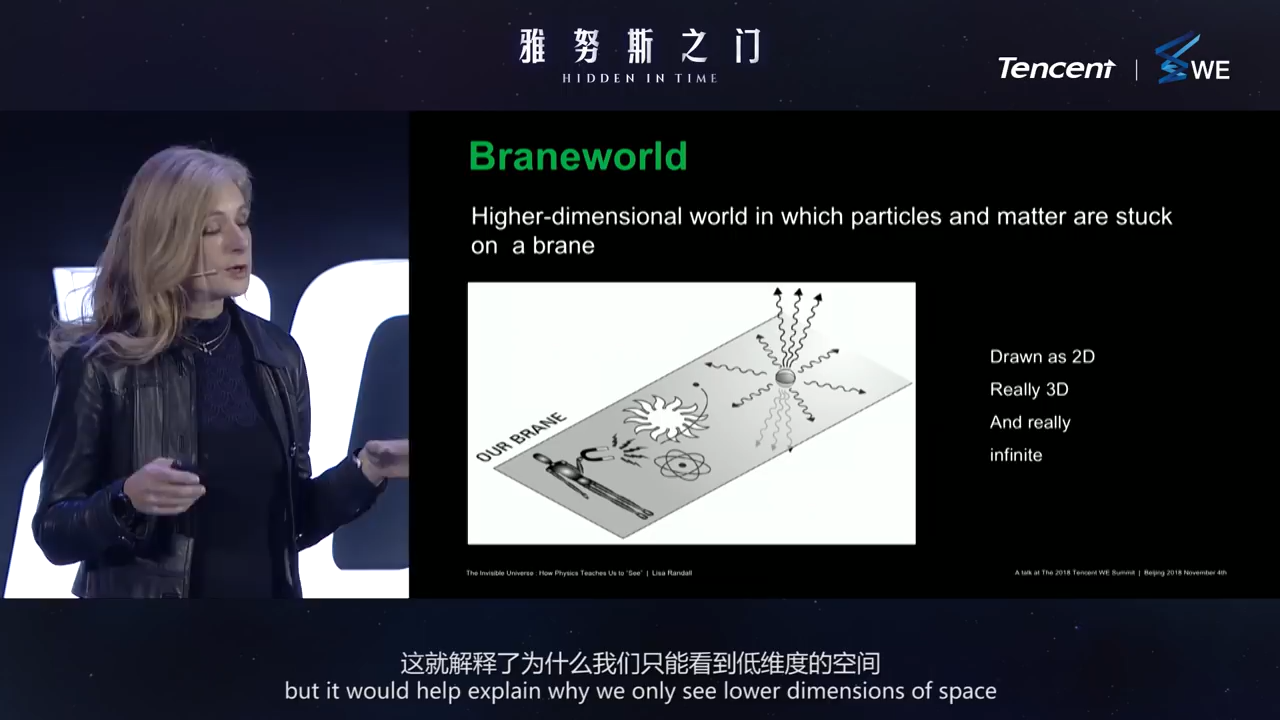 雅努斯之门
HIDDEN IN TIME
Tencent | WE
Braneworld
Higher-dimensional world in which particles and matter are stuck
on a brane
OUR BRANE
Drawn as 2D
Really 3D
And really
infinite
The Invisible Universe : How Physics Teaches Us to "See" | Lisa Randall
A talk at The 2018 Tencent WE Summit | Beijing 2018 November 4th
这就解释了为什么我们只能看到低维度的空间
but it would help explain why we only see lower dimensions of space